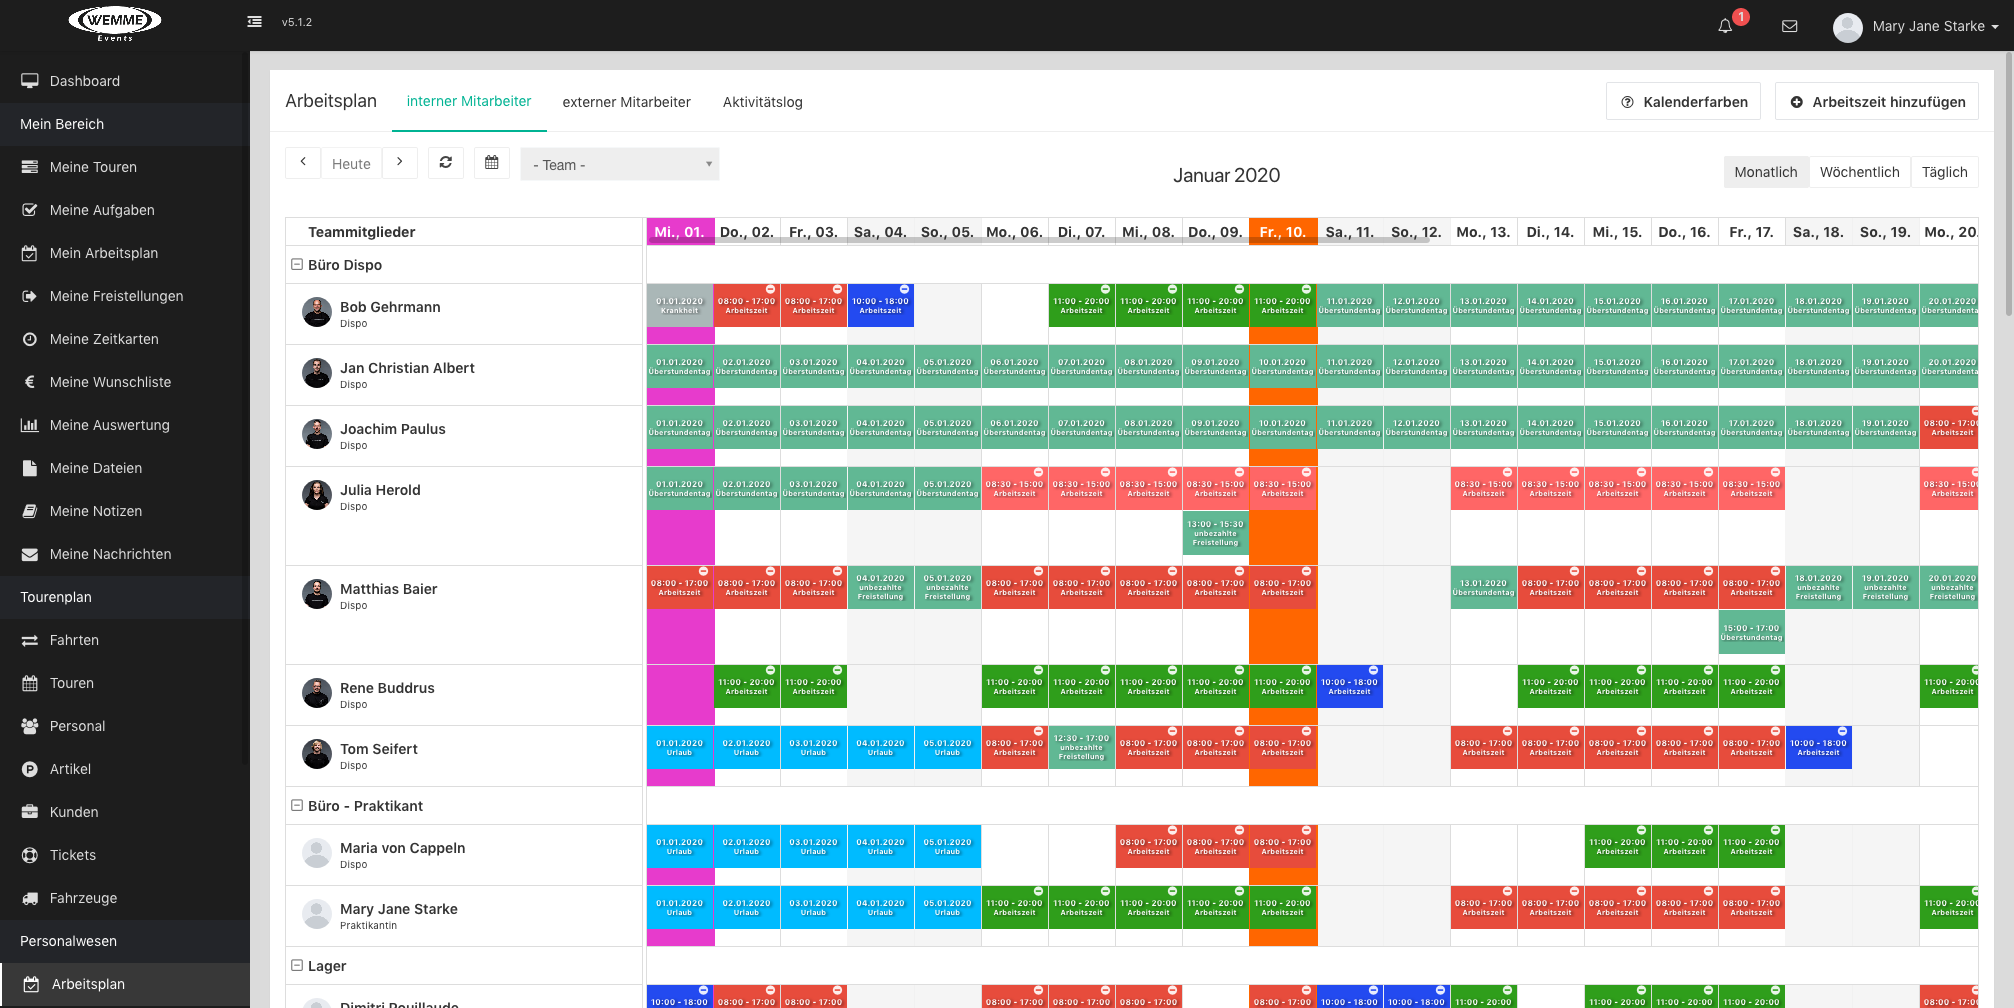 WEMME
Events
v5.1.2
1
Mary Jane Starke
Dashboard
Mein Bereich
Meine Touren
Meine Aufgaben
Mein Arbeitsplan
Meine Freistellungen
Meine Zeitkarten
Meine Wunschliste
Meine Auswertung
Meine Dateien
Meine Notizen
Meine Nachrichten
Tourenplan
Fahrten
Touren
Personal
Artikel
Kunden
Tickets
Fahrzeuge
Personalwesen
Arbeitsplan
Arbeitsplan interner Mitarbeiter externer Mitarbeiter Aktivitätslog Kalenderfarben Arbeitszeit hinzufügen
Heute - Team - Januar 2020 Monatlich Wöchentlich Täglich
Teammitglieder Mi., 01. Do., 02. Fr., 03. Sa., 04. So., 05. Mo., 06. Di., 07. Mi., 08. Do., 09. Fr., 10. Sa., 11. So., 12. Mo., 13. Di., 14. Mi., 15. Do., 16. Fr., 17. Sa., 18. So., 19. Mo., 20.
Büro Dispo
Bob Gehrmann
Dispo
01.01.2020 08:00 - 17:00 08:00 - 17:00 10:00 - 18:00 11:00 - 20:00 11:00 - 20:00 11:00 - 20:00 11:00 - 20:00 11.01.2020 12.01.2020 13.01.2020 14.01.2020 15.01.2020 16.01.2020 17.01.2020 18.01.2020 19.01.2020 20.01.2020
Krankheit Arbeitszeit Arbeitszeit Arbeitszeit Arbeitszeit Arbeitszeit Arbeitszeit Arbeitszeit Überstundentag Überstundentag Überstundentag Überstundentag Überstundentag Überstundentag Überstundentag Überstundentag Überstundentag Überstundenta
Jan Christian Albert
Dispo
01.01.2020 02.01.2020 03.01.2020 04.01.2020 05.01.2020 06.01.2020 07.01.2020 08.01.2020 09.01.2020 10.01.2020 11.01.2020 12.01.2020 13.01.2020 14.01.2020 15.01.2020 16.01.2020 17.01.2020 18.01.2020 19.01.2020 20.01.2020
Überstundentag Überstundentag Überstundentag Überstundentag Überstundentag Überstundentag Überstundentag Überstundentag Überstundentag Überstundentag Überstundentag Überstundentag Überstundentag Überstundentag Überstundentag Überstundentag Überstundentag Überstundentag Überstundentag Überstundenta
Joachim Paulus
Dispo
01.01.2020 02.01.2020 03.01.2020 04.01.2020 05.01.2020 06.01.2020 07.01.2020 08.01.2020 09.01.2020 10.01.2020 11.01.2020 12.01.2020 13.01.2020 14.01.2020 15.01.2020 16.01.2020 17.01.2020 18.01.2020 19.01.2020 08:00 - 17:0
Überstundentag Überstundentag Überstundentag Überstundentag Überstundentag Überstundentag Überstundentag Überstundentag Überstundentag Überstundentag Überstundentag Überstundentag Überstundentag Überstundentag Überstundentag Überstundentag Überstundentag Überstundentag Überstundentag Arbeitszeit
Julia Herold
Dispo
01.01.2020 02.01.2020 03.01.2020 04.01.2020 05.01.2020 08:30 - 15:00 08:30 - 15:00 08:30 - 15:00 08:30 - 15:00 08:30 - 15:00 08:30 - 15:00 08:30 - 15:00 08:30 - 15:00 08:30 - 15:00 08:30 - 15:00 08:30 - 15:00
Überstundentag Überstundentag Überstundentag Überstundentag Überstundentag Arbeitszeit Arbeitszeit Arbeitszeit Arbeitszeit Arbeitszeit Arbeitszeit Arbeitszeit Arbeitszeit Arbeitszeit Arbeitszeit Arbeitszeit
13:00 - 15:30
unbezahlte
Freistellung
Matthias Baier
Dispo
08:00 - 17:00 08:00 - 17:00 08:00 - 17:00 04.01.2020 05.01.2020 08:00 - 17:00 08:00 - 17:00 08:00 - 17:00 08:00 - 17:00 08:00 - 17:00 13.01.2020 08:00 - 17:00 08:00 - 17:00 08:00 - 17:00 08:00 - 17:00 18.01.2020 19.01.2020 20.01.2020
Arbeitszeit Arbeitszeit Arbeitszeit unbezahlte Freistellung unbezahlte Freistellung Arbeitszeit Arbeitszeit Arbeitszeit Arbeitszeit Arbeitszeit Überstundentag Arbeitszeit Arbeitszeit Arbeitszeit Arbeitszeit unbezahlte Freistellung unbezahlte Freistellung unbezahlte Freistellung
15:00 - 17:00
Überstundentag
Rene Buddrus
Dispo
11:00 - 20:00 11:00 - 20:00 11:00 - 20:00 11:00 - 20:00 11:00 - 20:00 11:00 - 20:00 11:00 - 20:00 10:00 - 18:00 11:00 - 20:00 11:00 - 20:00 11:00 - 20:00 11:00 - 20:00 11:00 - 20:00
Arbeitszeit Arbeitszeit Arbeitszeit Arbeitszeit Arbeitszeit Arbeitszeit Arbeitszeit Arbeitszeit Arbeitszeit Arbeitszeit Arbeitszeit Arbeitszeit Arbeitszeit
Tom Seifert
Dispo
01.01.2020 02.01.2020 03.01.2020 04.01.2020 05.01.2020 08:00 - 17:00 12:30 - 17:00 08:00 - 17:00 08:00 - 17:00 08:00 - 17:00 08:00 - 17:00 08:00 - 17:00 08:00 - 17:00 08:00 - 17:00 08:00 - 17:00 10:00 - 18:00
Urlaub Urlaub Urlaub Urlaub Urlaub Arbeitszeit unbezahlte Freistellung Arbeitszeit Arbeitszeit Arbeitszeit Arbeitszeit Arbeitszeit Arbeitszeit Arbeitszeit Arbeitszeit Arbeitszeit
Büro - Praktikant
Maria von Cappeln
Dispo
01.01.2020 02.01.2020 03.01.2020 04.01.2020 05.01.2020 08:00 - 17:00 08:00 - 17:00 08:00 - 17:00 11:00 - 20:00 11:00 - 20:00 11:00 - 20:00
Urlaub Urlaub Urlaub Urlaub Urlaub Arbeitszeit Arbeitszeit Arbeitszeit Arbeitszeit Arbeitszeit Arbeitszeit
Mary Jane Starke
Praktikantin
01.01.2020 02.01.2020 03.01.2020 04.01.2020 05.01.2020 11:00 - 20:00 11:00 - 20:00 11:00 - 20:00 11:00 - 20:00 11:00 - 20:00 08:00 - 17:00 08:00 - 17:00 08:00 - 17:00 08:00 - 17:00 08:00 - 17:00 11:00 - 20:00
Urlaub Urlaub Urlaub Urlaub Urlaub Arbeitszeit Arbeitszeit Arbeitszeit Arbeitszeit Arbeitszeit Arbeitszeit Arbeitszeit Arbeitszeit Arbeitszeit Arbeitszeit Arbeitszeit
Lager
Dimitri Rouillaude
10:00 - 18:00 08:00 - 17:00 08:00 - 17:00 08:00 - 17:00 08:00 - 17:00 08:00 - 17:00 08:00 - 17:00 10:00 - 18:00 10:00 - 18:00 11:00 - 20:00 11:00 - 20:00 11:00 - 20:00 11:00 - 20:00 11:00 - 20:00